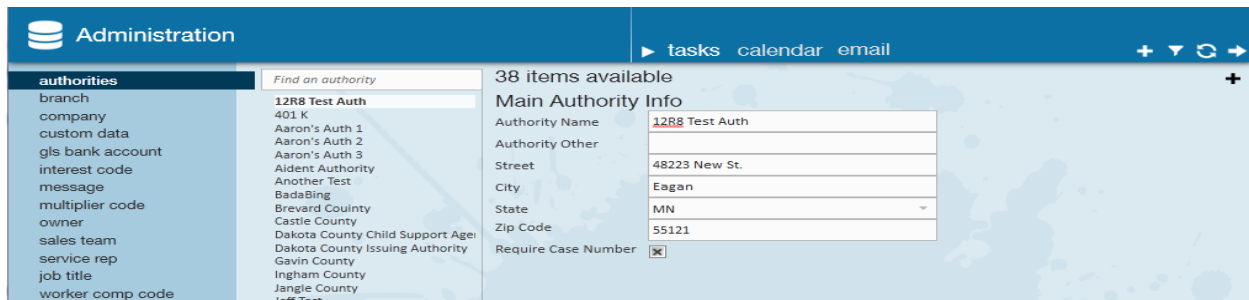 Administration
tasks calendar email
authorities
branch
company
custom data
gls bank account
interest code
message
multiplier code
owner
sales team
service rep
job title
worker comp code
Find an authority
12R8 Test Auth
401 K
Aaron's Auth 1
Aaron's Auth 2
Aaron's Auth 3
Aident Authority
Another Test
BadaBing
Brevard Couinty
Castle County
Dakota County Child Support Agen
Dakota County Issuing Authority
Gavin County
Ingham County
Jangle County
Jeff Test
38 items available
Main Authority Info
Authority Name 12R8 Test Auth
Authority Other
Street 48223 New St.
City Eagan
State MN
Zip Code 55121
Require Case Number